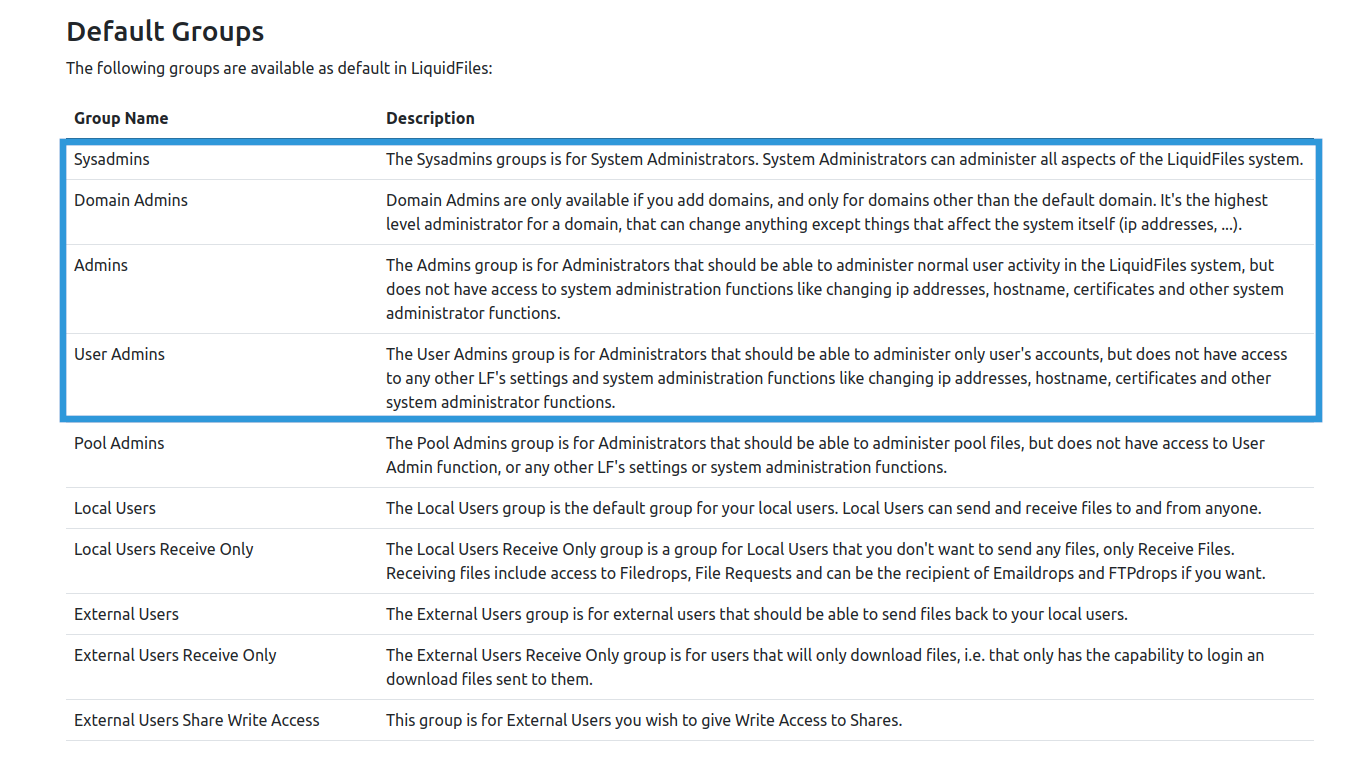 Default Groups
The following groups are available as default in LiquidFiles:
Group Name Description
Sysadmins The Sysadmins groups is for System Administrators. System Administrators can administer all aspects of the LiquidFiles system.
Domain Admins Domain Admins are only available if you add domains, and only for domains other than the default domain. It's the highest
level administrator for a domain, that can change anything except things that affect the system itself (ip addresses, ...).
Admins The Admins group is for Administrators that should be able to administer normal user activity in the LiquidFiles system, but
does not have access to system administration functions like changing ip addresses, hostname, certificates and other system
administrator functions.
User Admins The User Admins group is for Administrators that should be able to administer only user's accounts, but does not have access
to any other LF's settings and system administration functions like changing ip addresses, hostname, certificates and other
system administrator functions.
Pool Admins The Pool Admins group is for Administrators that should be able to administer pool files, but does not have access to User
Admin function, or any other LF's settings or system administration functions.
Local Users The Local Users group is the default group for your local users. Local Users can send and receive files to and from anyone.
Local Users Receive Only The Local Users Receive Only group is a group for Local Users that you don't want to send any files, only Receive Files.
Receiving files include access to Filedrops, File Requests and can be the recipient of Emaildrops and FTPdrops if you want.
External Users The External Users group is for external users that should be able to send files back to your local users.
External Users Receive Only The External Users Receive Only group is for users that will only download files, i.e. that only has the capability to login an
download files sent to them.
External Users Share Write Access This group is for External Users you wish to give Write Access to Shares.